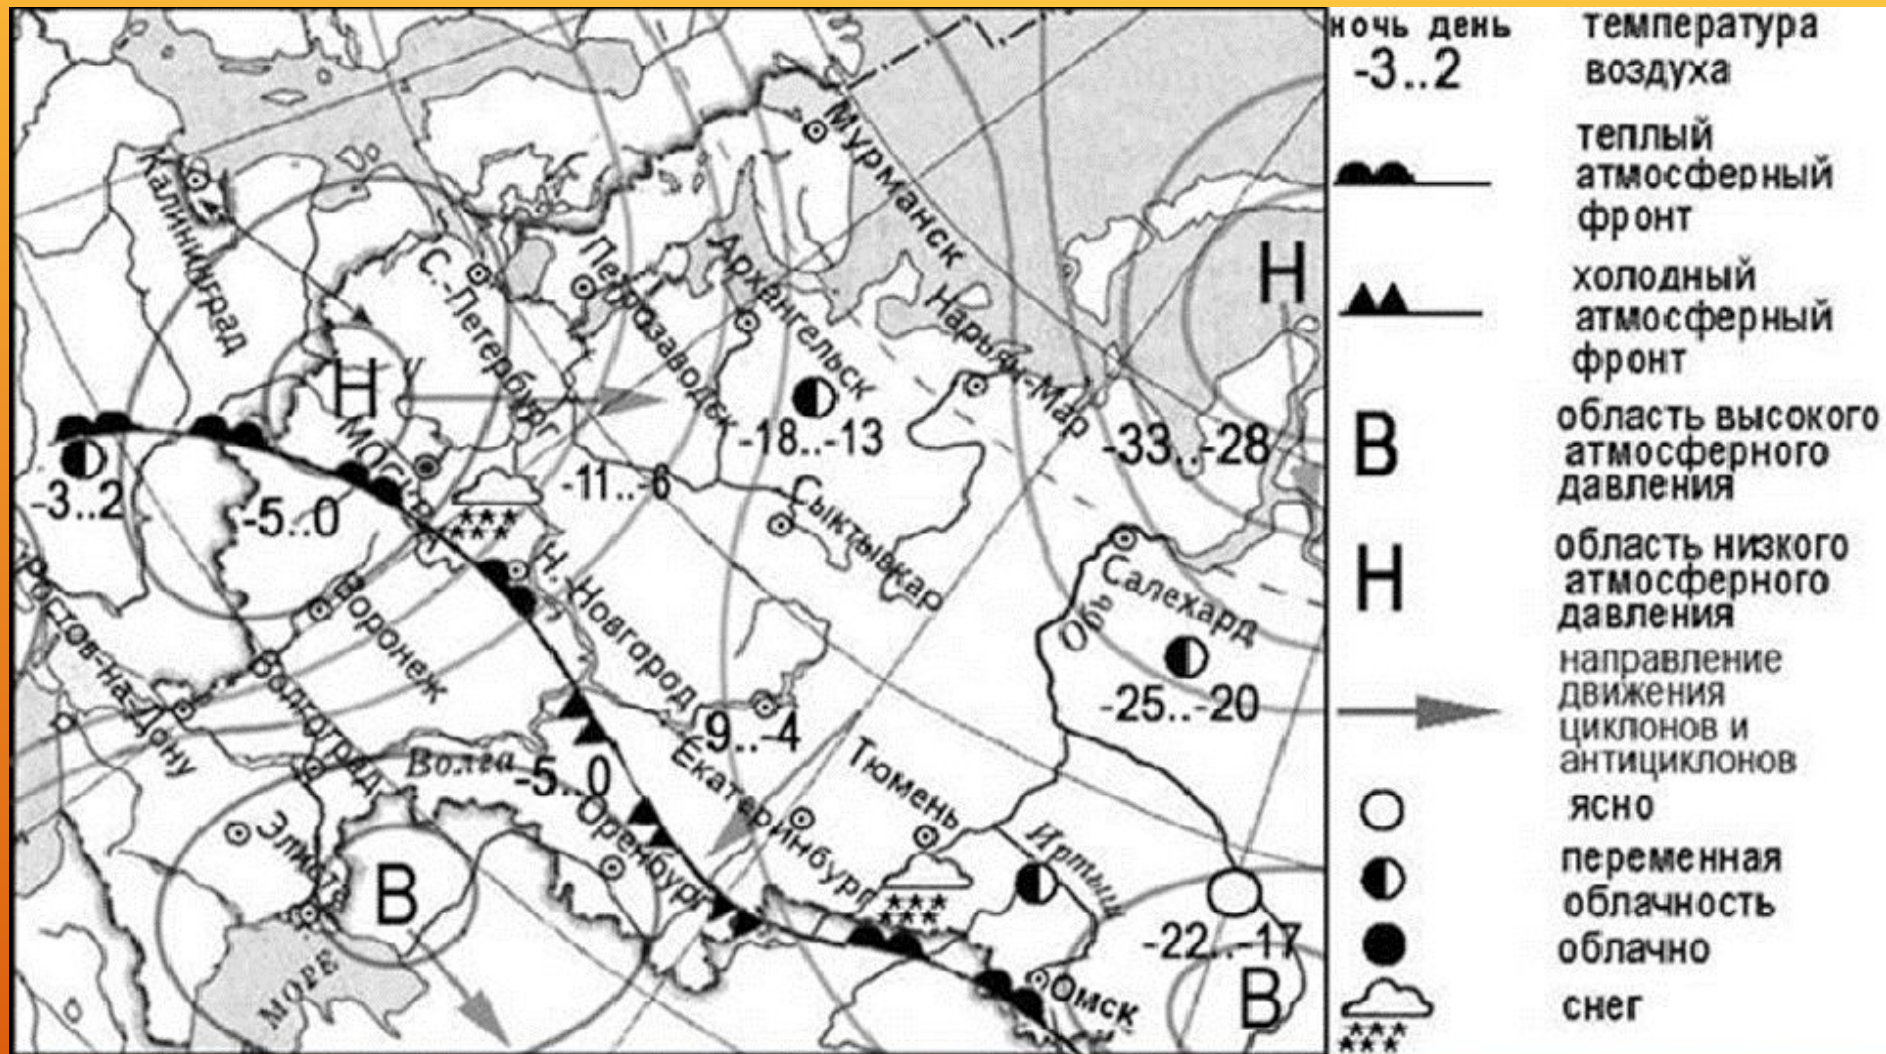 Мурманск
Калининград
С.-Петербург
Петрозаводск
Архангельск
Нарьян-Мар
Н
Н
Москва
-18..-13
-33..-28
-3..2
-5..0
-11..-6
Сыктывкар
Салехард
Обь
Н.-Новгород
Воронеж
Ростов-на-Дону
Волгоград
-25..-20
-9..-4
Волга
-5..0
Екатеринбург
Тюмень
Оренбург
Элиста
Иртыш
В
-22..-17
МОРЕ
Омск
В
ночь день
-3..2
температура
воздуха
теплый
атмосферный
фронт
холодный
атмосферный
фронт
В
область высокого
атмосферного
давления
Н
область низкого
атмосферного
давления
направление
движения
циклонов и
антициклонов
ясно
переменная
облачность
облачно
снег